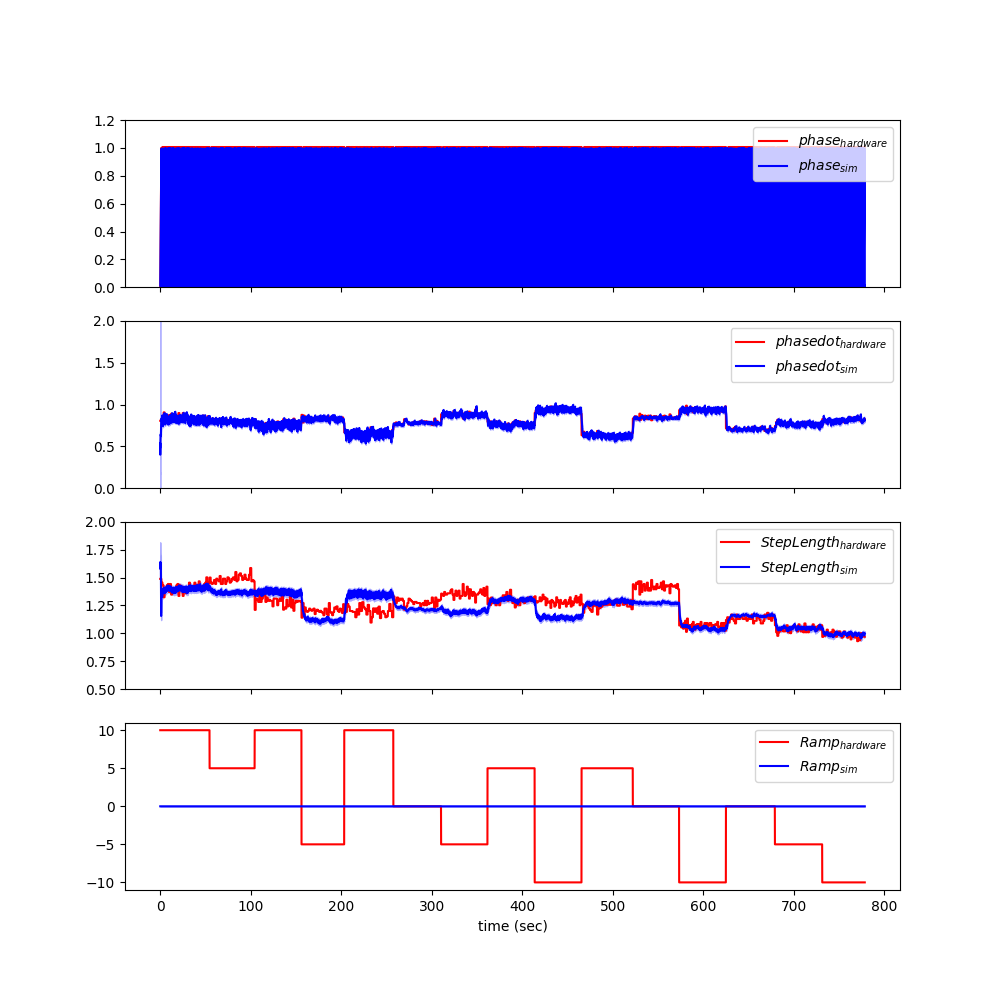 1.2
1.0
0.8
0.6
0.4
0.2
0.0
phase_hardware
phase_sim
2.0
1.5
1.0
0.5
0.0
phasedot_hardware
phasedot_sim
2.00
1.75
1.50
1.25
1.00
0.75
0.50
StepLength_hardware
StepLength_sim
10
5
0
−5
−10
Ramp_hardware
Ramp_sim
0 100 200 300 400 500 600 700 800
time (sec)